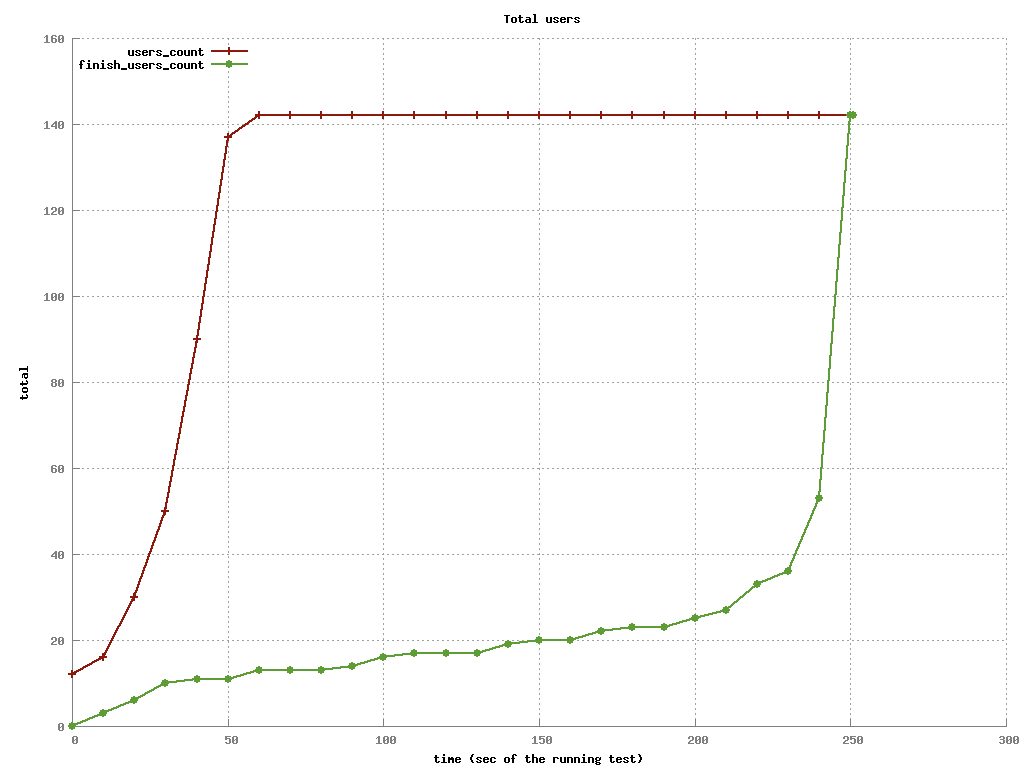 Total users
160
users_count
finish_users_count
140
120
100
total
80
60
40
20
0
0 50 100 150 200 250 300
time (sec of the running test)